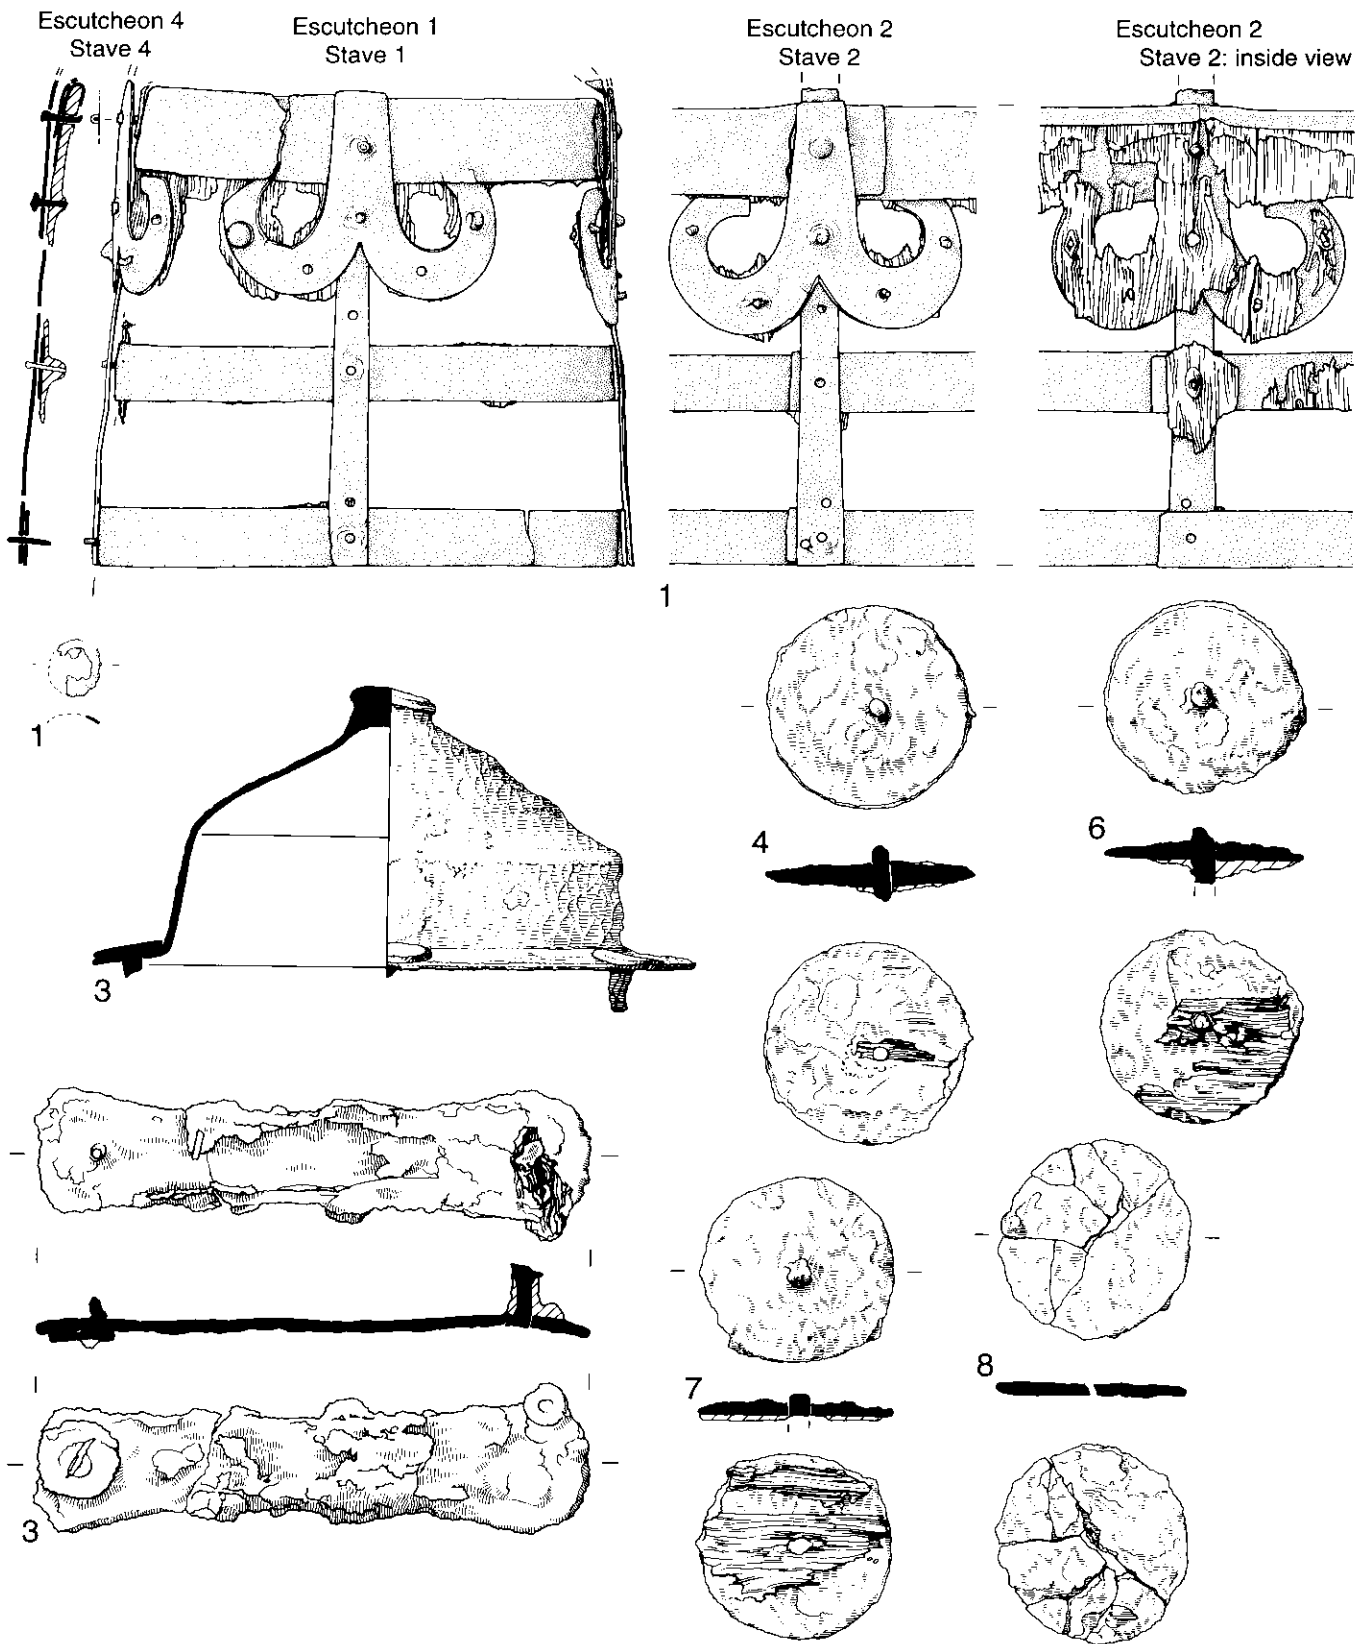 Escutcheon 4
Stave 4
Escutcheon 1
Stave 1
Escutcheon 2
Stave 2
Escutcheon 2
Stave 2: inside view
1
1
3
4
6
3
7
8